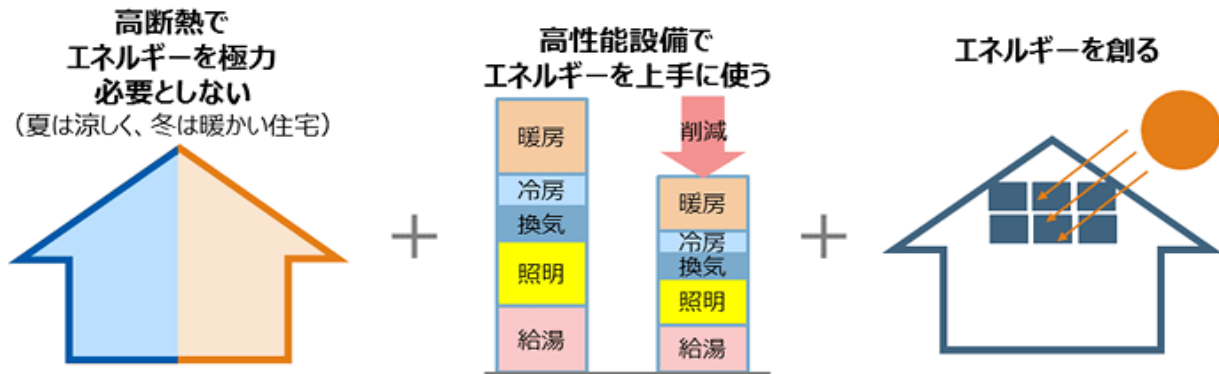 高断熱で
エネルギーを極力
必要としない
（夏は涼しく、冬は暖かい住宅）
高性能設備で
エネルギーを上手に使う
暖房
冷房
換気
照明
給湯
削減
暖房
冷房
換気
照明
給湯
エネルギーを創る